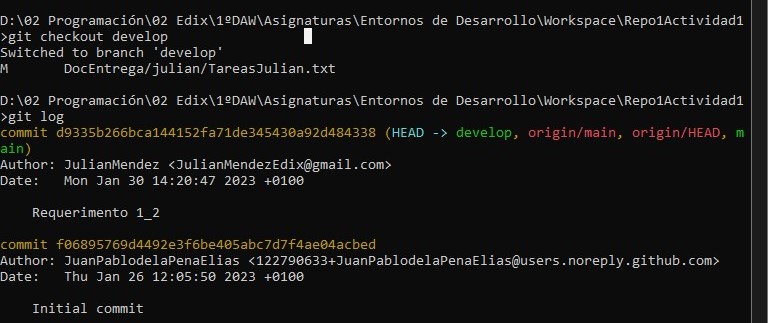 D:\02 Programación\02 Edix\1ºDAW\Asignaturas\Entornos de Desarrollo\Workspace\Repo1Actividad1
>git checkout develop
Switched to branch 'develop'
M       DocEntrega/julian/TareasJulian.txt
D:\02 Programación\02 Edix\1ºDAW\Asignaturas\Entornos de Desarrollo\Workspace\Repo1Actividad1
>git log
commit d9335b266bca144152fa71de345430a92d484338 (HEAD -> develop, origin/main, origin/HEAD, m
ain)
Author: JulianMendez <JulianMendezEdix@gmail.com>
Date:   Mon Jan 30 14:20:47 2023 +0100
Requerimento 1_2
commit f06895769d4492e3f6be405abc7d7f4ae04acbed
Author: JuanPablodelaPenaElias <122790633+JuanPablodelaPenaElias@users.noreply.github.com>
Date:   Thu Jan 26 12:05:50 2023 +0100
Initial commit